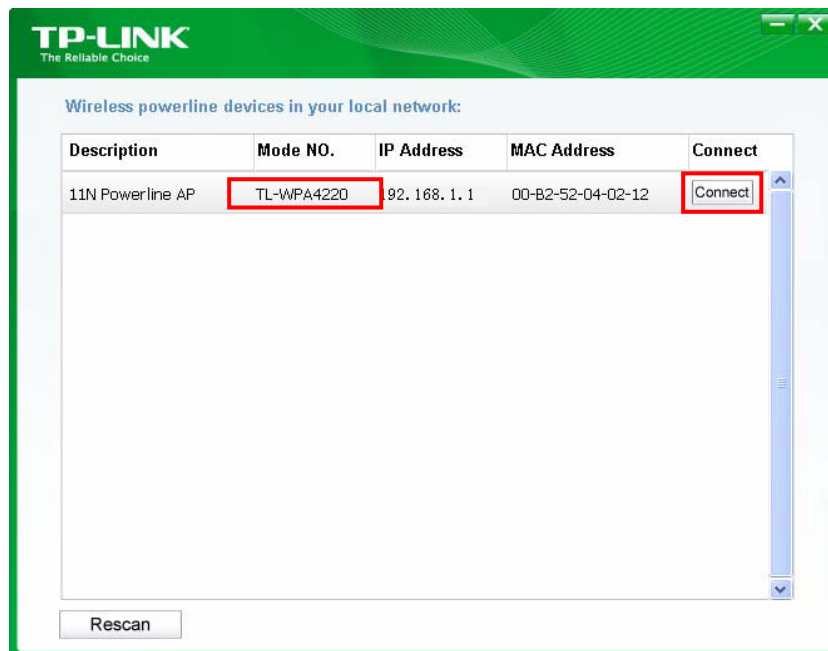 TP-LINK
The Reliable Choice
Wireless powerline devices in your local network:
Description Mode NO. IP Address MAC Address Connect
11N Powerline AP TL-WPA4220 192.168.1.1 00-B2-52-04-02-12 Connect
Rescan